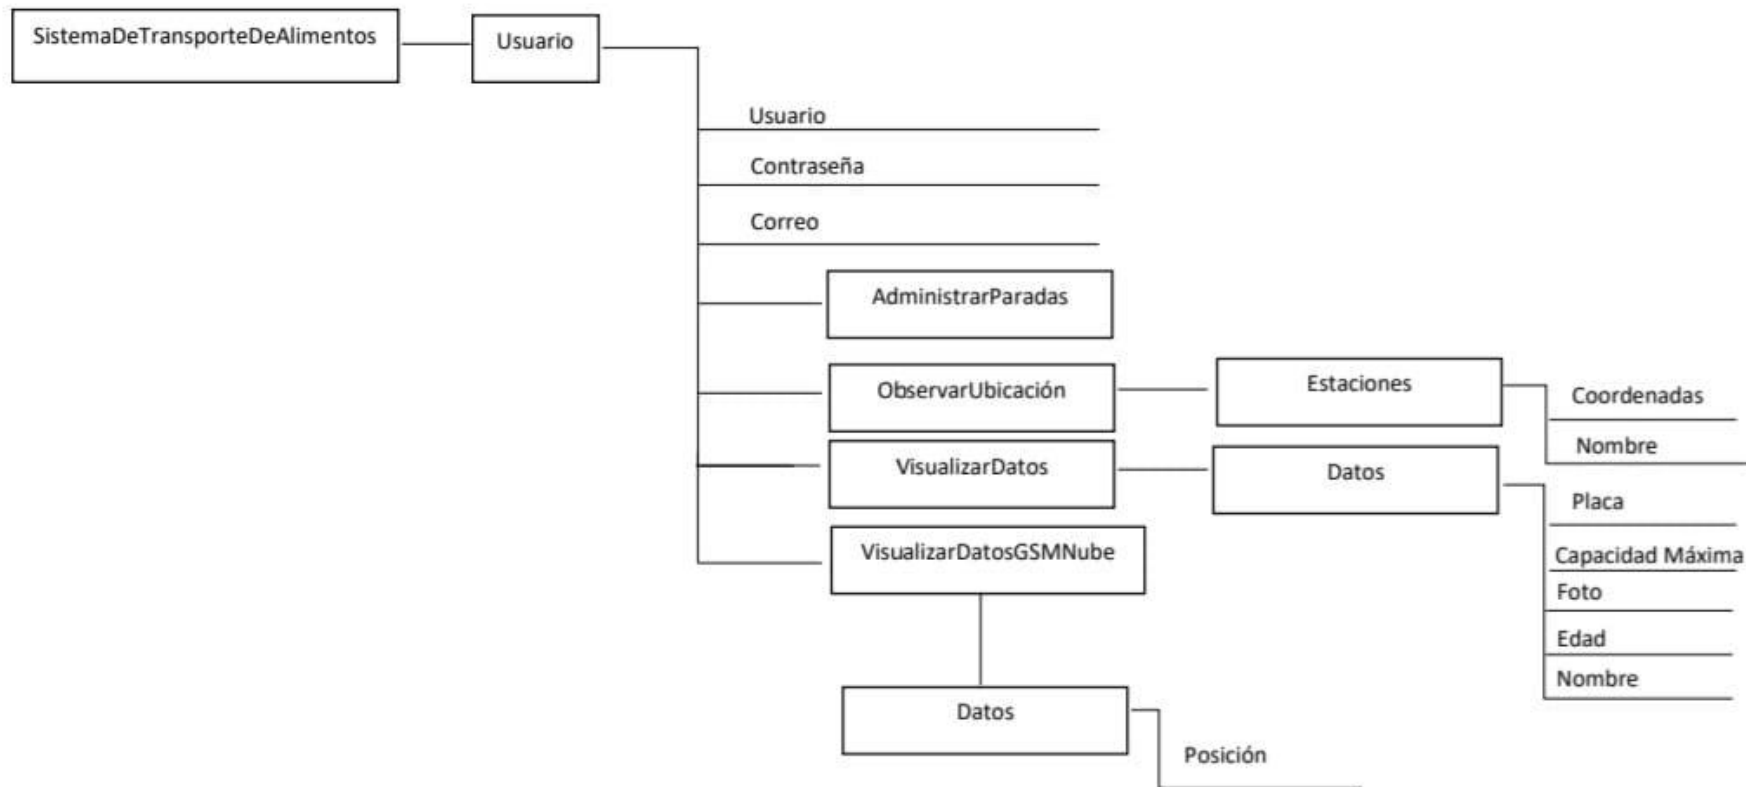 SistemaDeTransporteDeAlimentos
Usuario
Usuario
Contraseña
Correo
AdministrarParadas
ObservarUbicación
Estaciones
Coordenadas
Nombre
VisualizarDatos
Datos
Placa
Capacidad Máxima
Foto
Edad
Nombre
VisualizarDatosGSMNube
Datos
Posición